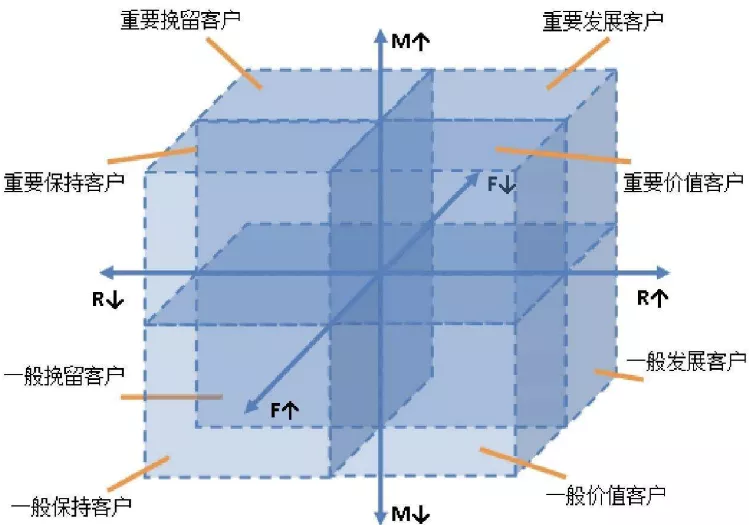 重要挽留客户
M↑
重要发展客户
重要保持客户
F↓
重要价值客户
R↓
R↑
一般挽留客户
F↑
一般发展客户
一般保持客户
M↓
一般价值客户